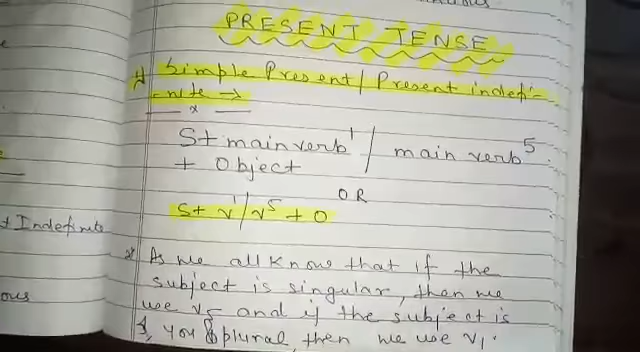 PRESENT TENSE
# Simple Present / Present indefi-
-nite →
x
S + main verb¹ / main verb⁵
+ Object
OR
S + V¹/V⁵ + O
* As we all know that if the
subject is singular, then we
use V5 and if the subject is
I, you & plural, then we use V1.
+ Indefinite
ous